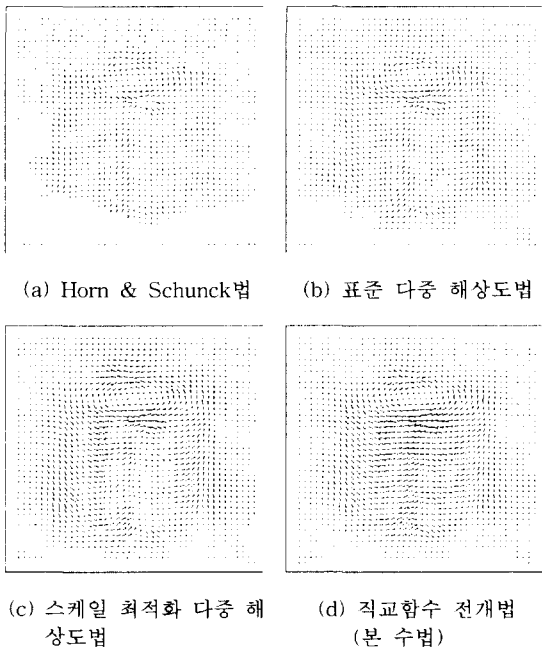 (a) Horn & Schunck법
(b) 표준 다중 해상도법
(c) 스케일 최적화 다중 해
상도법
(d) 직교함수 전개법
(본 수법)